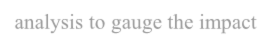 analysis to gauge the impact